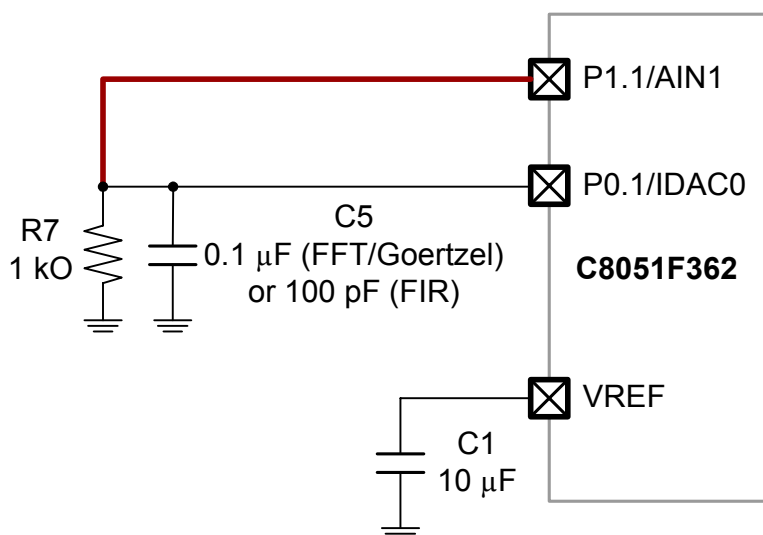 P1.1/AIN1
P0.1/IDAC0
C5
R7
1 kO
0.1 μF (FFT/Goertzel)
or 100 pF (FIR)
C8051F362
VREF
C1
10 μF